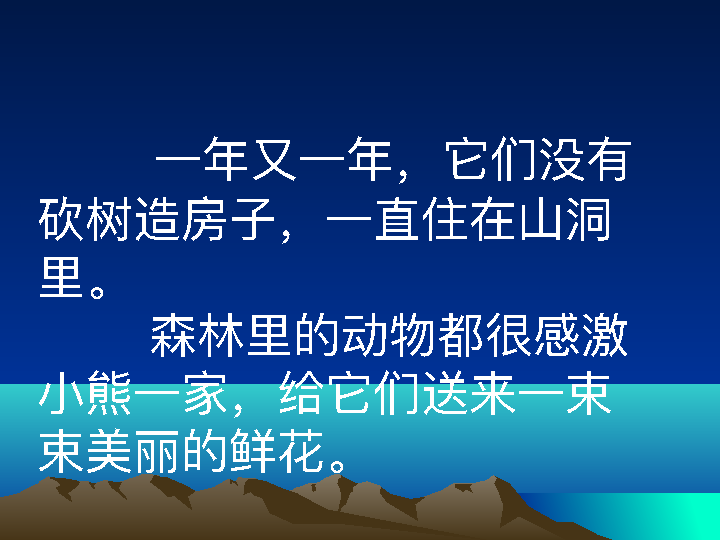 一年又一年，它们没有
砍树造房子，一直住在山洞
里。
森林里的动物都很感激
小熊一家，给它们送来一束
束美丽的鲜花。